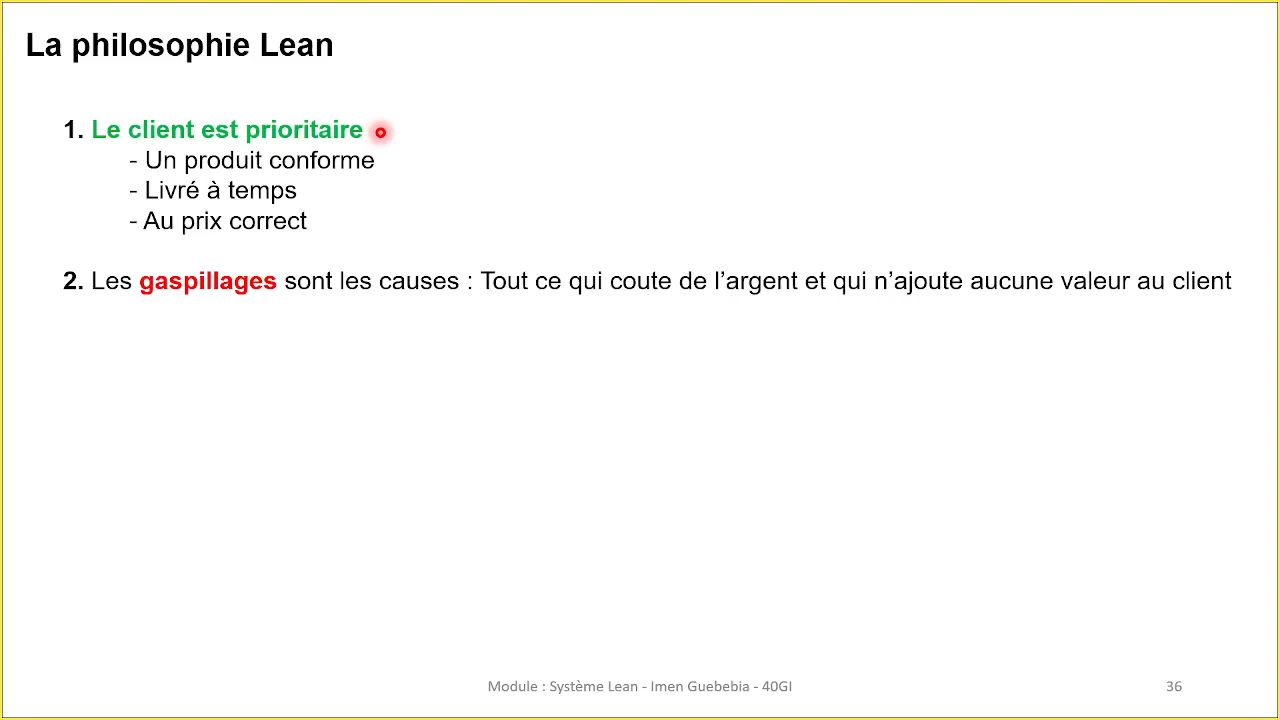 La philosophie Lean
1. Le client est prioritaire
- Un produit conforme
- Livré à temps
- Au prix correct
2. Les gaspillages sont les causes : Tout ce qui coute de l’argent et qui n’ajoute aucune valeur au client
Module : Système Lean - Imen Guebebia - 40GI
36